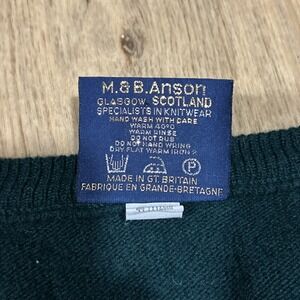 M.&B.Anson
GLASGOW SCOTLAND
SPECIALISTS IN KNITWEAR
HAND WASH WITH CARE
WARM 40°C
WARM RINSE
DO NOT RUB
DO NOT HAND WRING
DRY FLAT WARM IRON
P
MADE IN GT. BRITAIN
FABRIQUE EN GRANDE-BRETAGNE